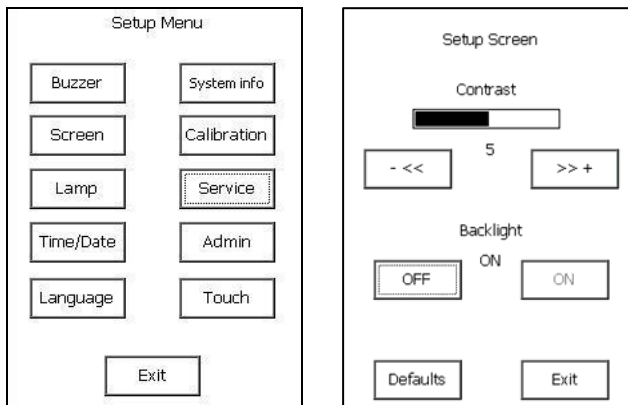 Setup Menu
Buzzer System info
Screen Calibration
Lamp Service
Time/Date Admin
Language Touch
Exit
Setup Screen
Contrast
5
- << >> +
Backlight
ON
OFF ON
Defaults Exit